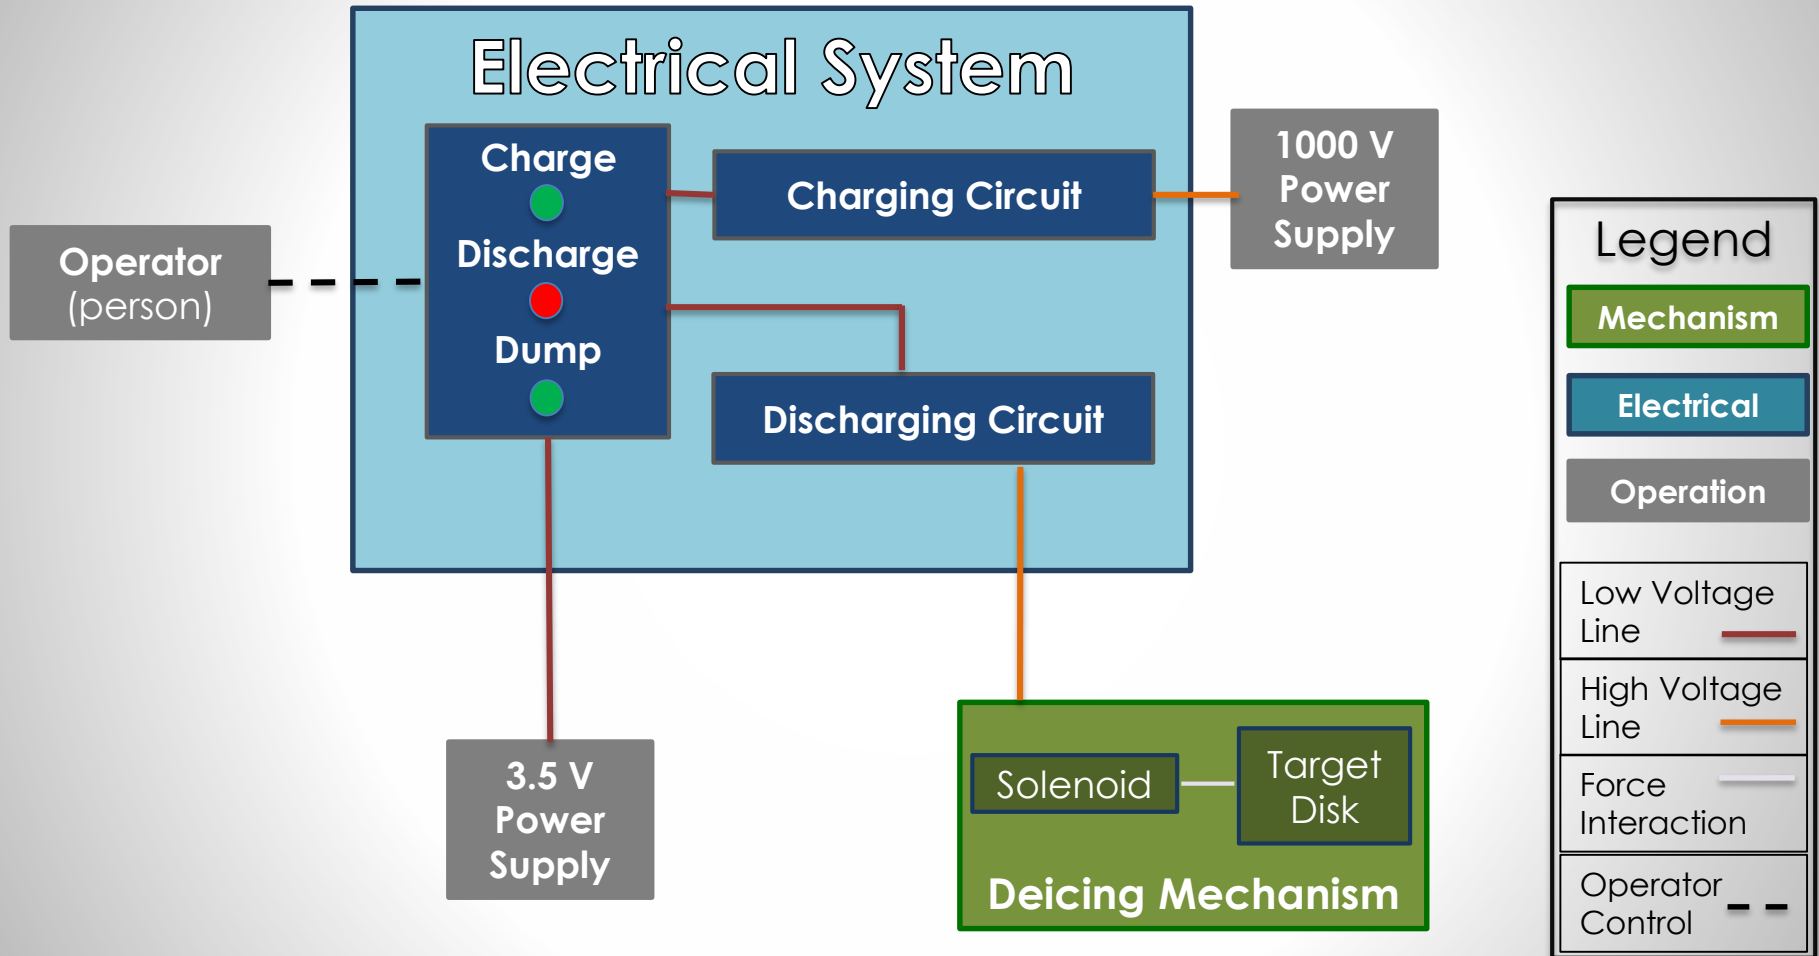 Electrical System
Charge
Discharge
Dump
Charging Circuit
Discharging Circuit
1000 V
Power
Supply
Operator
(person)
3.5 V
Power
Supply
Solenoid
Target
Disk
Deicing Mechanism
Legend
Mechanism
Electrical
Operation
Low Voltage
Line
High Voltage
Line
Force
Interaction
Operator
Control